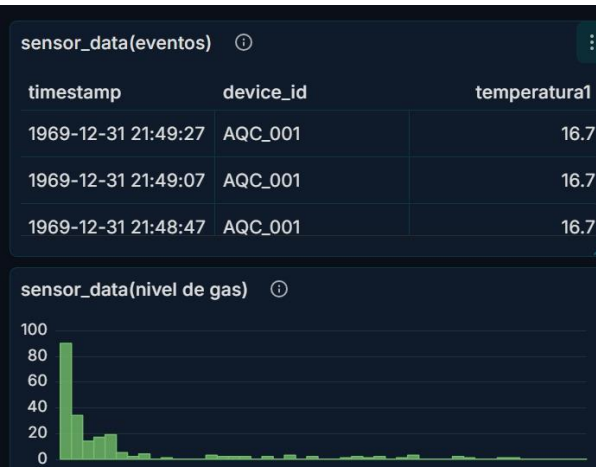 sensor_data(eventos)
timestamp device_id temperatura1
1969-12-31 21:49:27 AQC_001 16.7
1969-12-31 21:49:07 AQC_001 16.7
1969-12-31 21:48:47 AQC_001 16.7
sensor_data(nivel de gas)
100
80
60
40
20
0